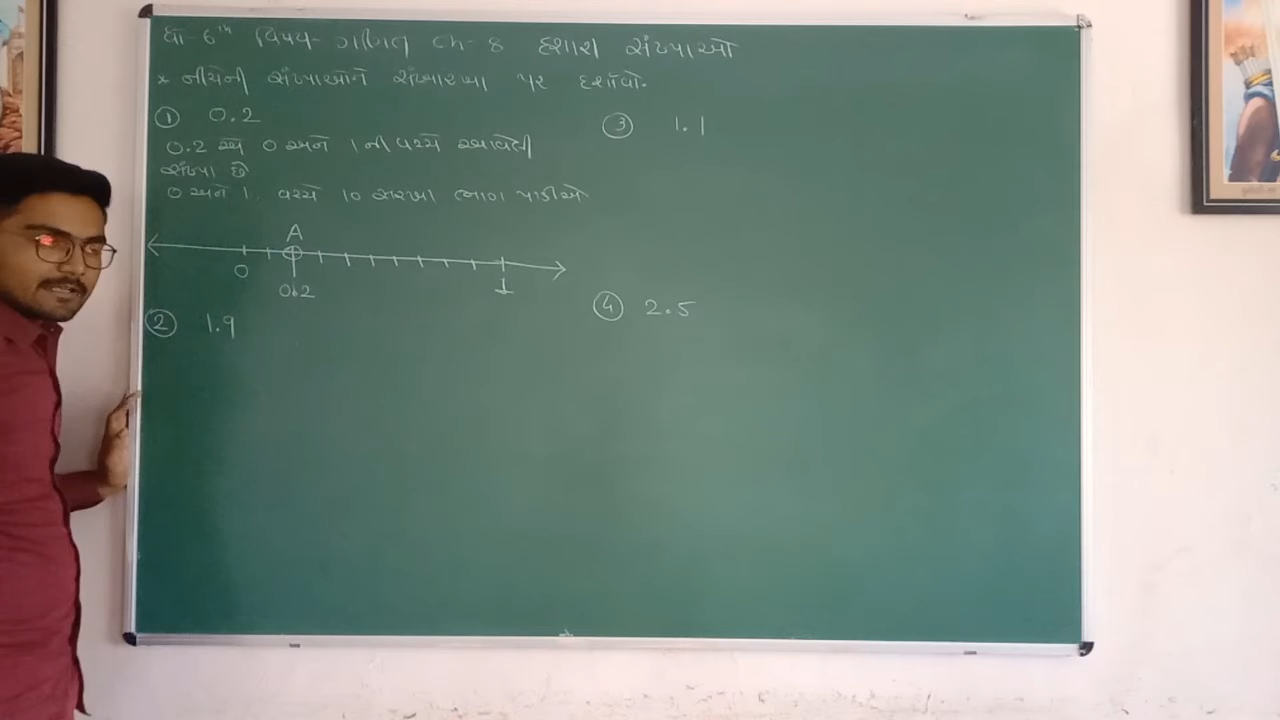 ધો-6th વિષય-ગણિત Ch-8 દશાંશ સંખ્યાઓ
* નીચેની સંખ્યાઓને સંખ્યારેખા પર દર્શાવો.
① 0.2
0.2 એ 0 અને 1 ની વચ્ચે આવેલી
સંખ્યા છે
0 અને 1 વચ્ચે 10 સરખા ભાગ પાડીએ
A
0
0.2
1
② 1.9
③ 1.1
④ 2.5